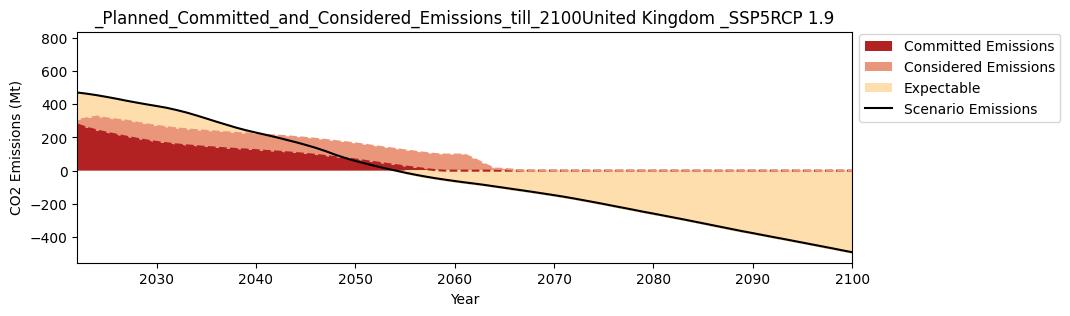 _Planned_Committed_and_Considered_Emissions_till_2100United Kingdom _SSP5RCP 1.9
CO2 Emissions (Mt)
800
600
400
200
0
−200
−400
2030
2040
2050
2060
2070
2080
2090
2100
Year
Committed Emissions
Considered Emissions
Expectable
Scenario Emissions